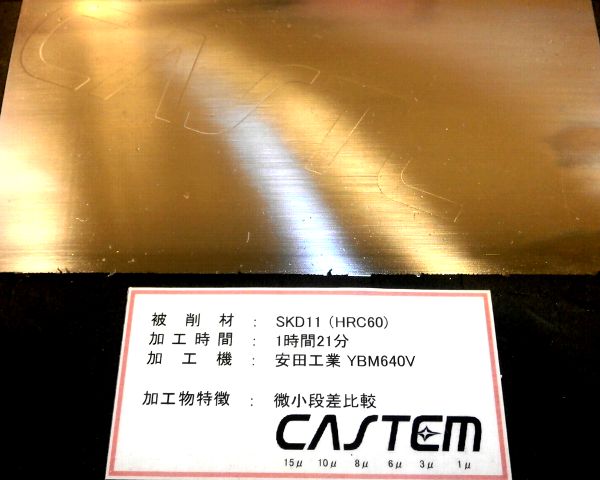 CASTEM
被削材 : SKD11 (HRC60)
加工時間 : 1時間21分
加工機 : 安田工業 YBM640V
加工物特徴 : 微小段差比較
CASTEM
15μ 10μ 8μ 6μ 3μ 1μ